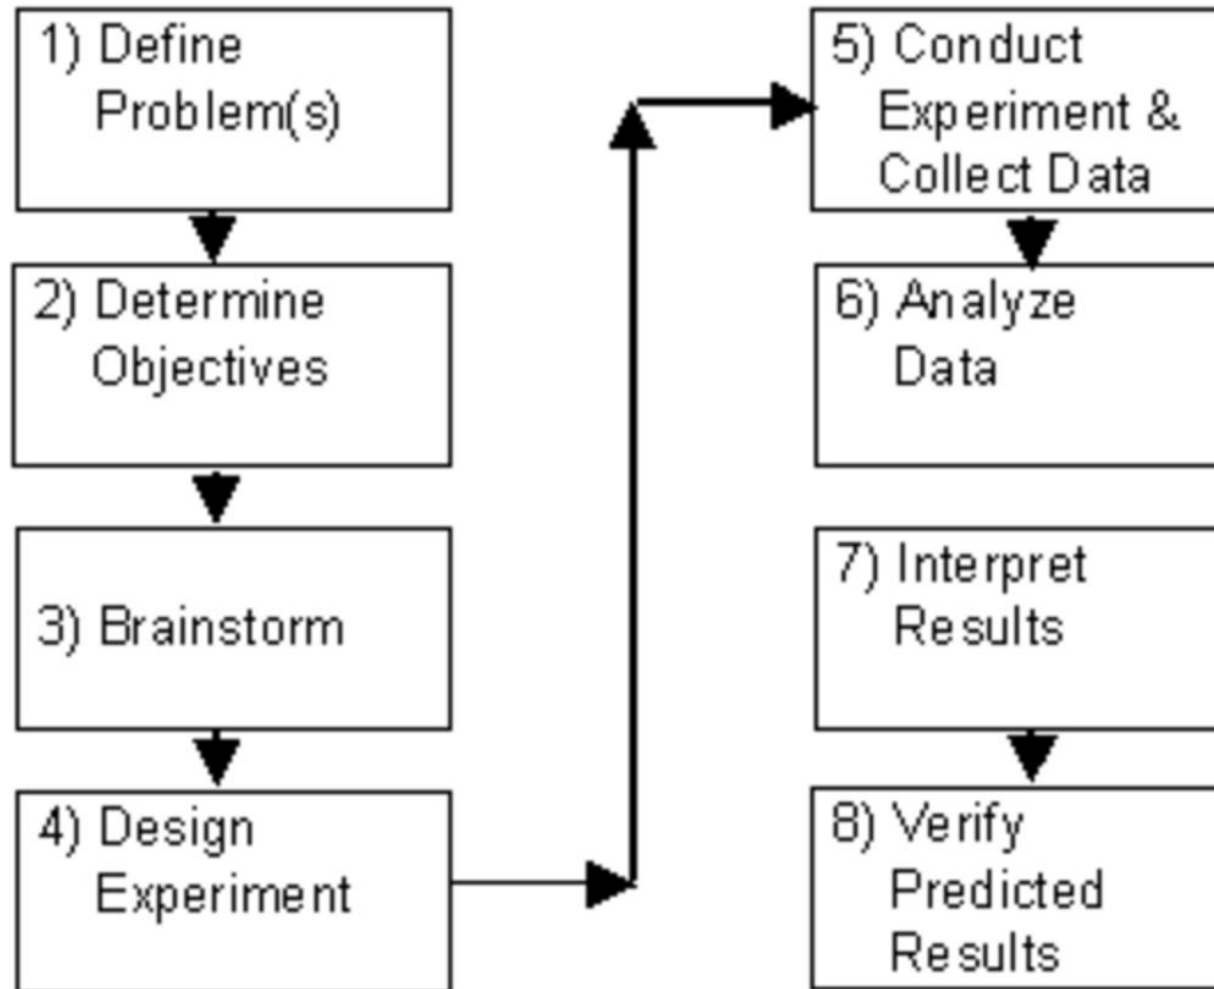 1) Define
Problem(s)
2) Determine
Objectives
3) Brainstorm
4) Design
Experiment
5) Conduct
Experiment &
Collect Data
6) Analyze
Data
7) Interpret
Results
8) Verify
Predicted
Results